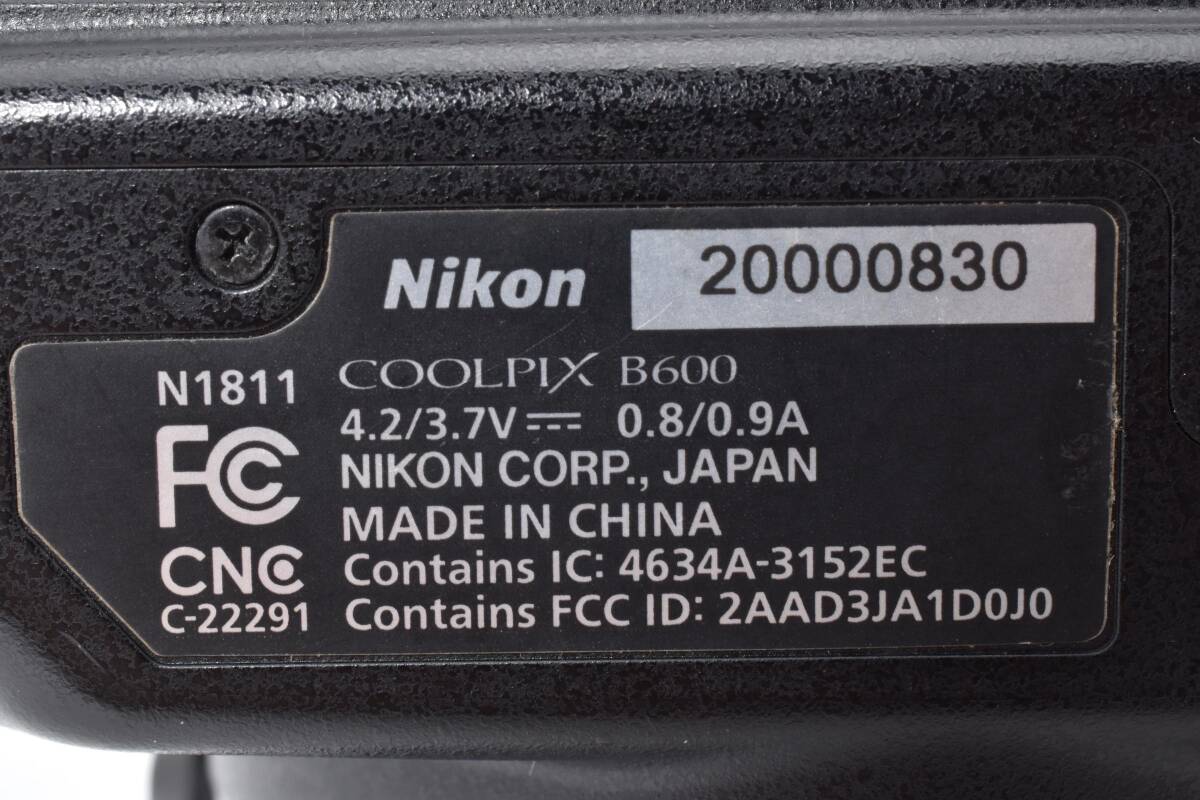 Nikon
20000830
N1811
COOLPIX B600
4.2/3.7V⎓ 0.8/0.9A
NIKON CORP., JAPAN
MADE IN CHINA
FC
CNC
C-22291
Contains IC: 4634A-3152EC
Contains FCC ID: 2AAD3JA1D0J0